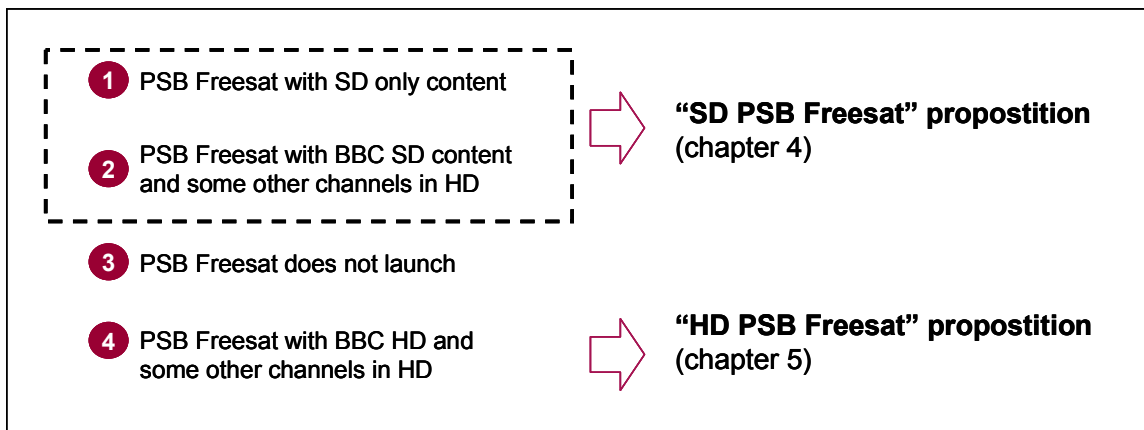 1 PSB Freesat with SD only content
2 PSB Freesat with BBC SD content
and some other channels in HD
“SD PSB Freesat” propostition
(chapter 4)
3 PSB Freesat does not launch
4 PSB Freesat with BBC HD and
some other channels in HD
“HD PSB Freesat” propostition
(chapter 5)